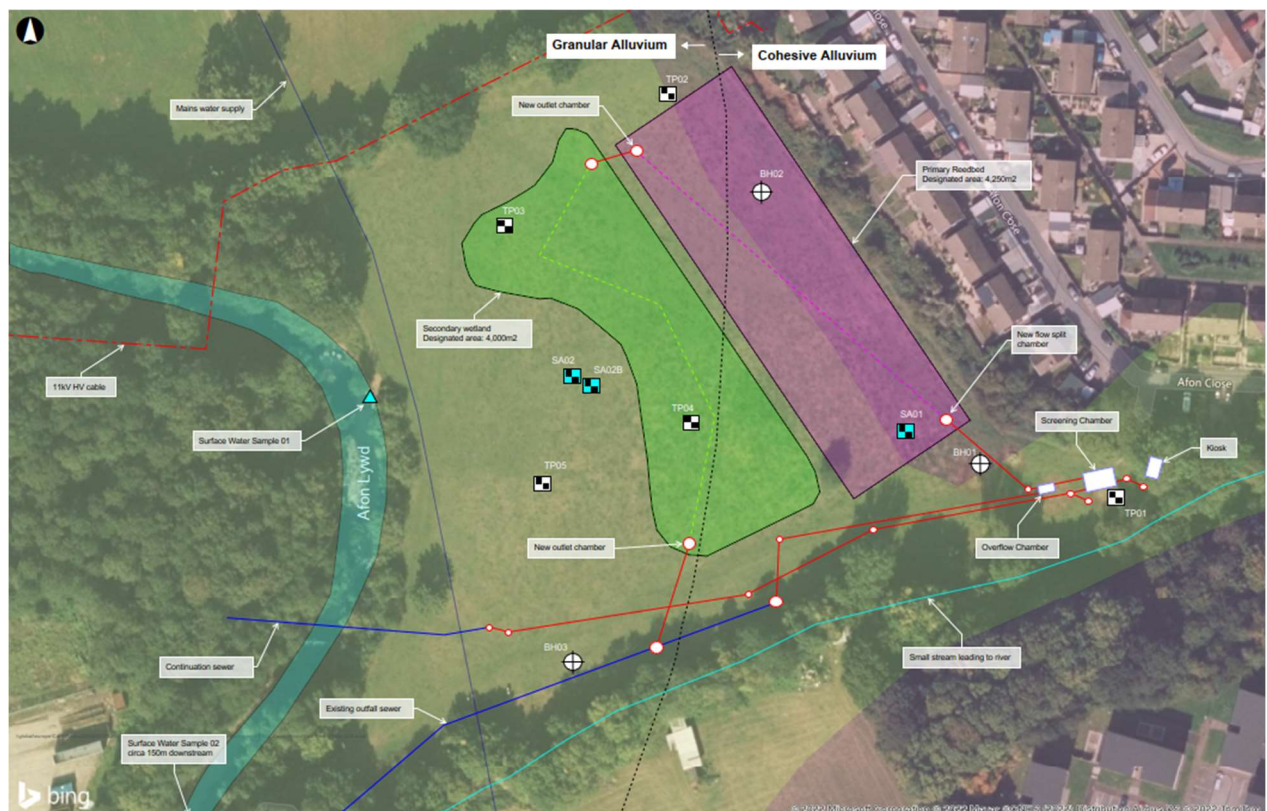 Granular Alluvium
Cohesive Alluvium
TP02
Mains water supply
New outlet chamber
BH02
Primary Reedbed
Designated area: 4,250m2
TP03
Secondary wetland
Designated area: 4,000m2
New flow split
chamber
SA02
SA02B
Afon Close
11kV HV cable
TP04
SA01
Screening Chamber
Surface Water Sample 01
Kiosk
BH01
Afon Lywd
TP05
TP01
New outlet chamber
Overflow Chamber
Continuation sewer
BH03
Small stream leading to river
Existing outfall sewer
Surface Water Sample 02
circa 150m downstream
bing